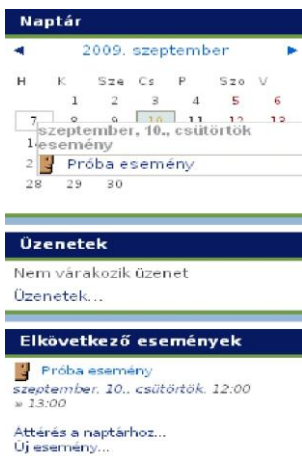 Naptár
◄ 2009. szeptember ►
H K Sze Cs P Szo V
1 2 3 4 5 6
7 8 9 10 11 12 13
szeptember, 10., csütörtök
esemény
Próba esemény
28 29 30
Üzenetek
Nem várakozik üzenet
Üzenetek...
Elkövetkező események
Próba esemény
szeptember. 10.. csütörtök. 12:00
» 13:00
Attérés a naptárhoz...
Új esemény...